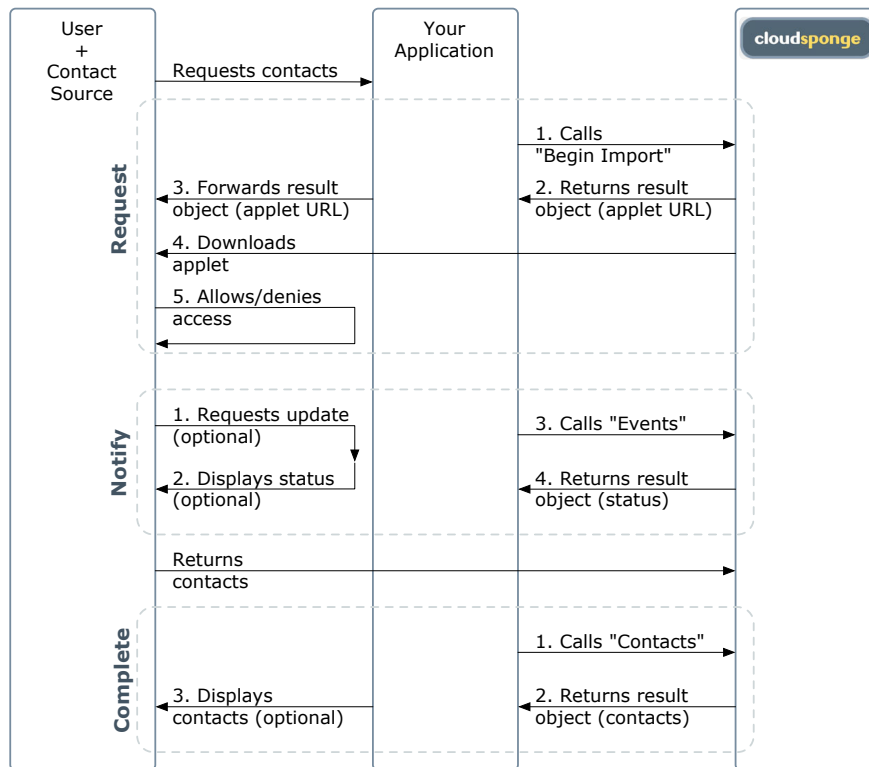 User
+
Contact
Source
Your
Application
cloudsponge
Requests contacts
Request
1. Calls
"Begin Import"
3. Forwards result
object (applet URL)
2. Returns result
object (applet URL)
4. Downloads
applet
5. Allows/denies
access
Notify
1. Requests update
(optional)
3. Calls "Events"
2. Displays status
(optional)
4. Returns result
object (status)
Returns
contacts
Complete
1. Calls "Contacts"
3. Displays
contacts (optional)
2. Returns result
object (contacts)